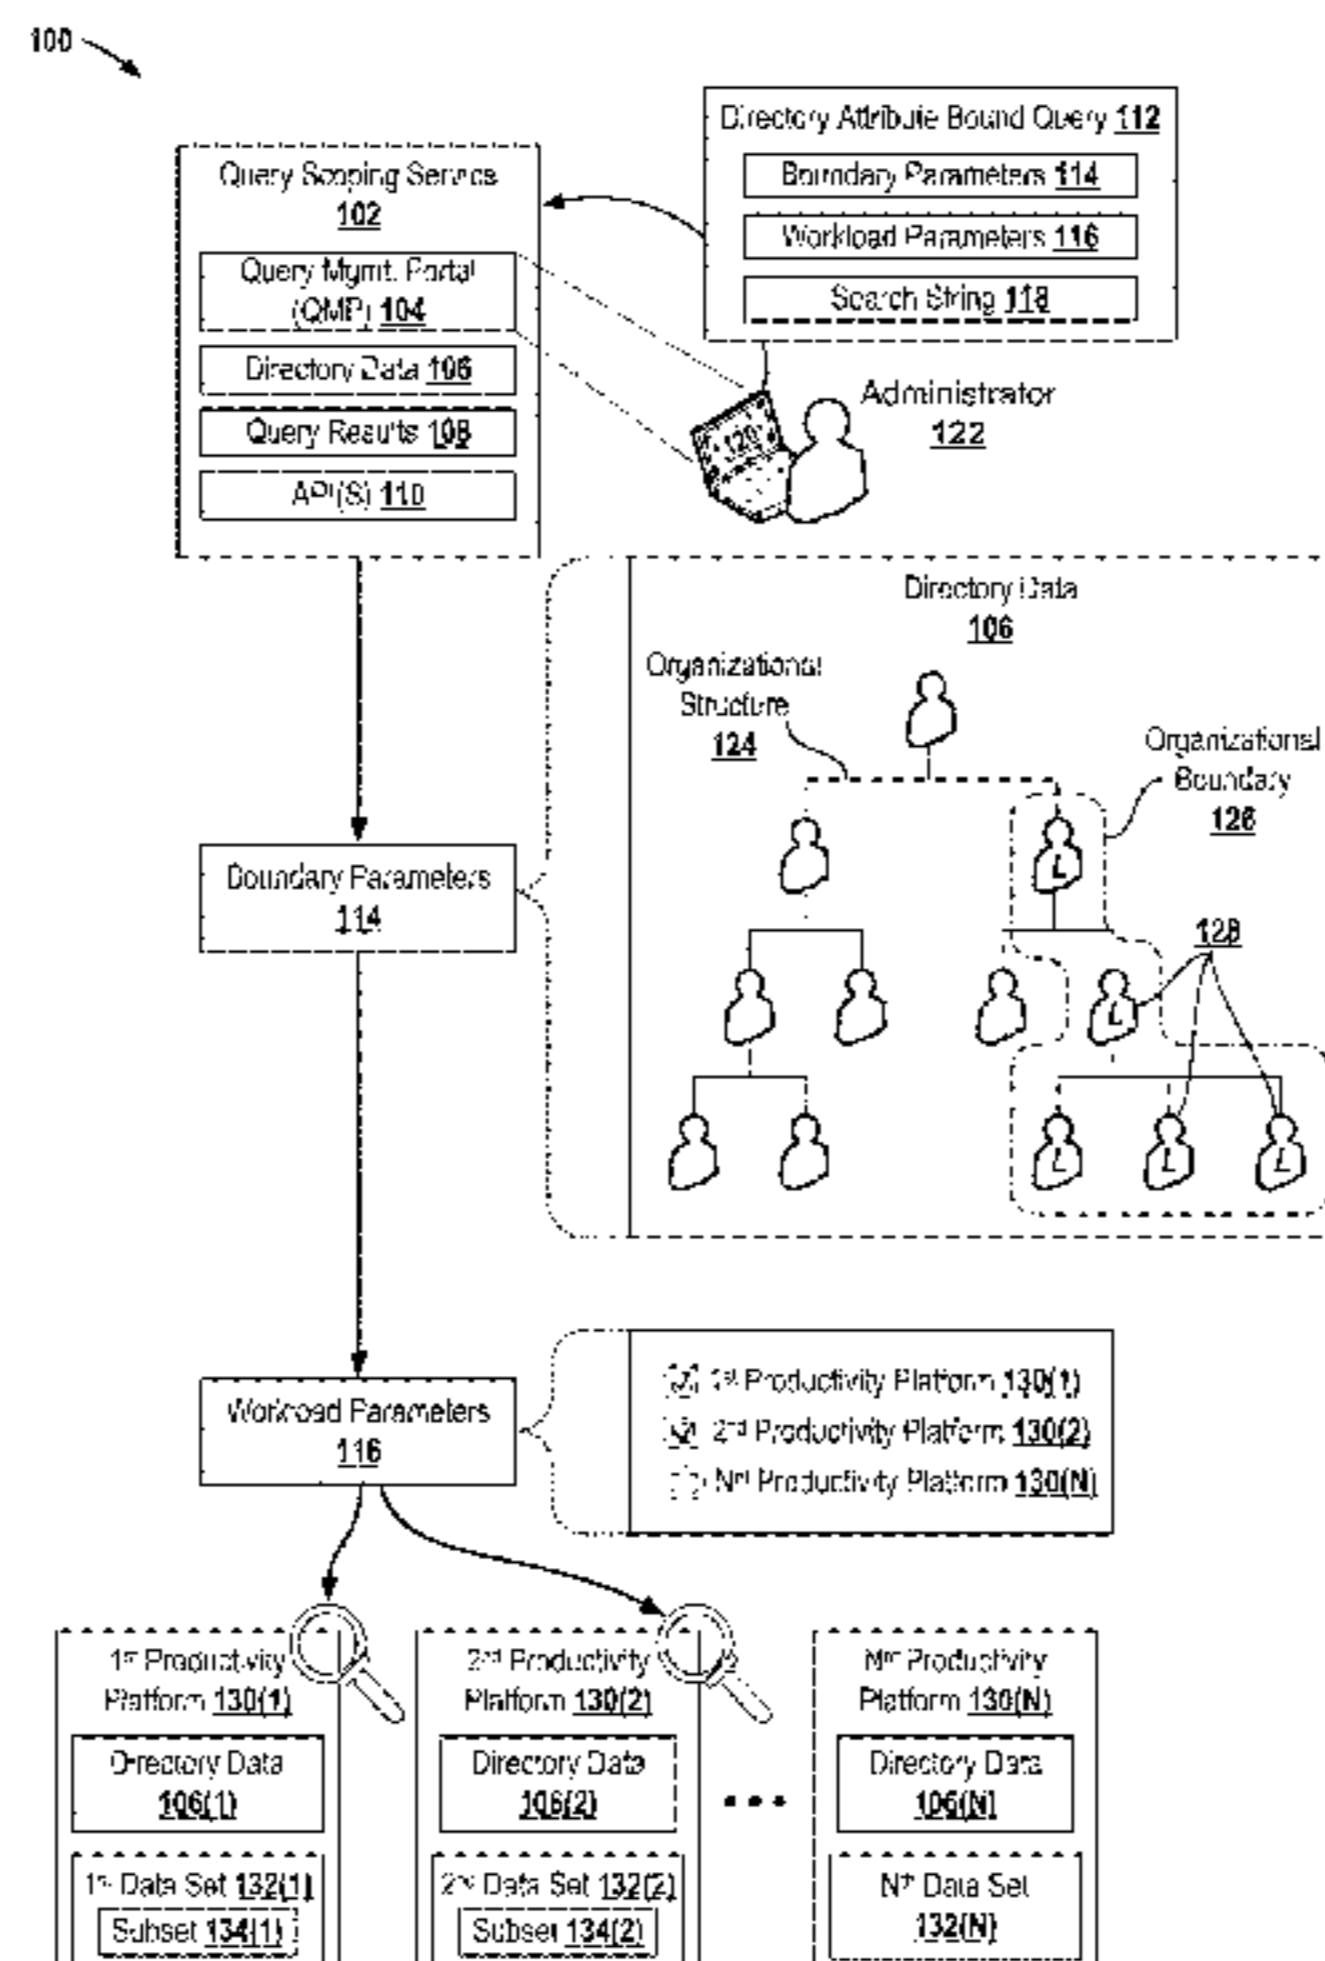 100
Directory Attribute Bound Query 112
Boundary Parameters 114
Workload Parameters 116
Search String 118
Query Scoping Service
102
Query Mgmt. Portal
(QMP) 104
Directory Data 106
Query Results 108
API(S) 110
120
Administrator
122
Directory Data
106
Organizational
Structure
124
Organizational
Boundary
126
L
128
L
L
L
L
Boundary Parameters
114
Workload Parameters
116
1st Productivity Platform 130(1)
2nd Productivity Platform 130(2)
Nth Productivity Platform 130(N)
1st Productivity
Platform 130(1)
Directory Data
106(1)
1st Data Set 132(1)
Subset 134(1)
2nd Productivity
Platform 130(2)
Directory Data
106(2)
2nd Data Set 132(2)
Subset 134(2)
Nth Productivity
Platform 130(N)
Directory Data
106(N)
Nth Data Set
132(N)